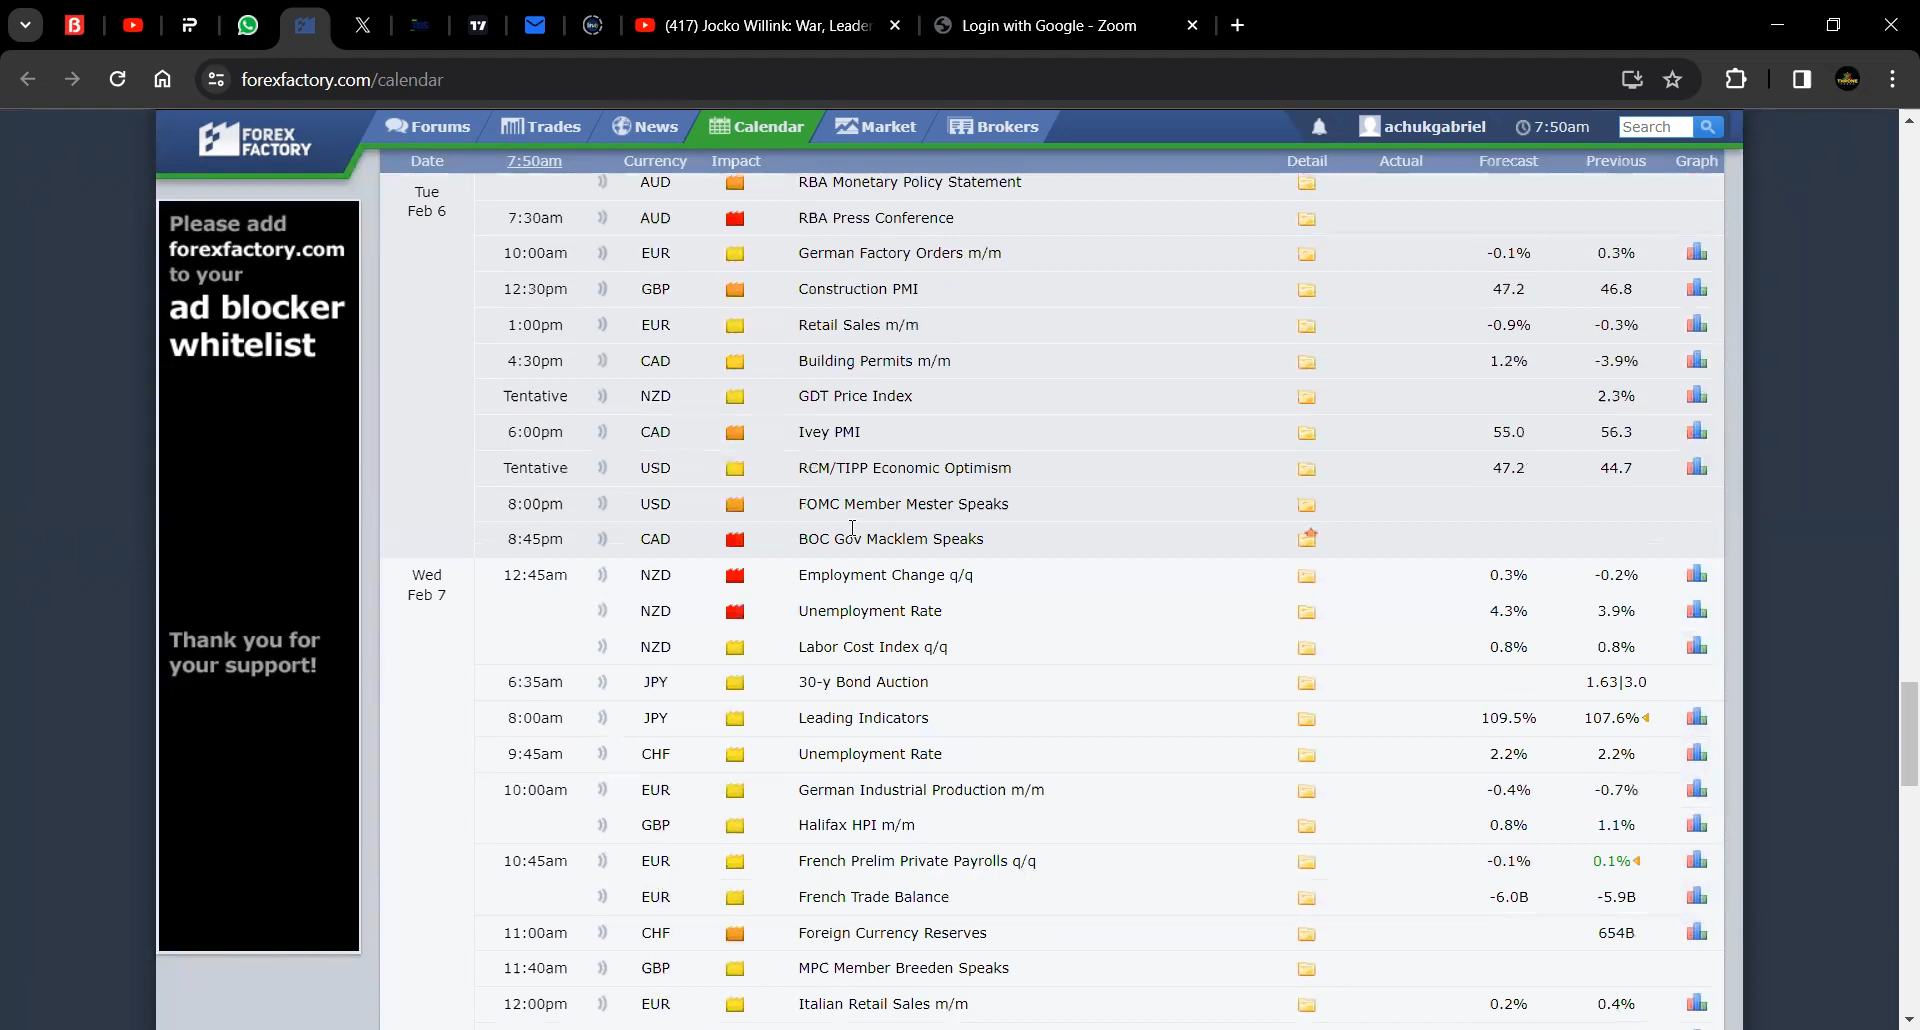 (417) Jocko Willink: War, Leader
Login with Google - Zoom
forexfactory.com/calendar
FOREX FACTORY
Forums Trades News Calendar Market Brokers achukgabriel 7:50am Search
Date 7:50am Currency Impact Detail Actual Forecast Previous Graph
Please add
forexfactory.com
to your
ad blocker
whitelist
Thank you for
your support!
Tue
Feb 6
AUD RBA Monetary Policy Statement
7:30am AUD RBA Press Conference
10:00am EUR German Factory Orders m/m -0.1% 0.3%
12:30pm GBP Construction PMI 47.2 46.8
1:00pm EUR Retail Sales m/m -0.9% -0.3%
4:30pm CAD Building Permits m/m 1.2% -3.9%
Tentative NZD GDT Price Index 2.3%
6:00pm CAD Ivey PMI 55.0 56.3
Tentative USD RCM/TIPP Economic Optimism 47.2 44.7
8:00pm USD FOMC Member Mester Speaks
8:45pm CAD BOC Gov Macklem Speaks
Wed
Feb 7
12:45am NZD Employment Change q/q 0.3% -0.2%
NZD Unemployment Rate 4.3% 3.9%
NZD Labor Cost Index q/q 0.8% 0.8%
6:35am JPY 30-y Bond Auction 1.63|3.0
8:00am JPY Leading Indicators 109.5% 107.6%
9:45am CHF Unemployment Rate 2.2% 2.2%
10:00am EUR German Industrial Production m/m -0.4% -0.7%
GBP Halifax HPI m/m 0.8% 1.1%
10:45am EUR French Prelim Private Payrolls q/q -0.1% 0.1%
EUR French Trade Balance -6.0B -5.9B
11:00am CHF Foreign Currency Reserves 654B
11:40am GBP MPC Member Breeden Speaks
12:00pm EUR Italian Retail Sales m/m 0.2% 0.4%